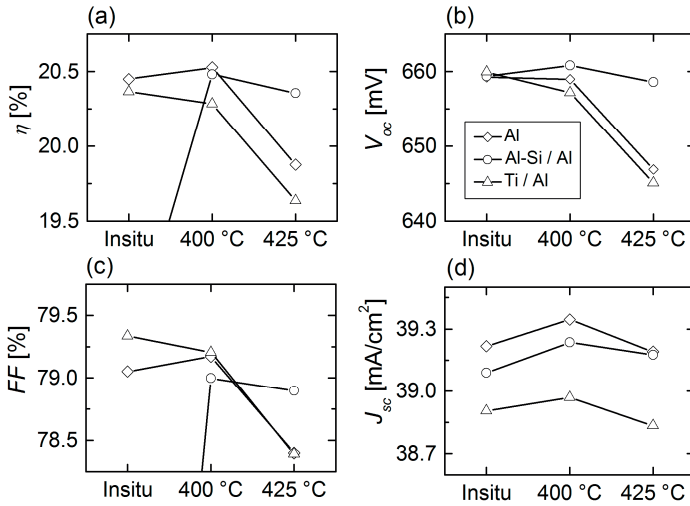 (a)
η [%]
20.5
20.0
19.5
Insitu 400 °C 425 °C
(b)
V_oc [mV]
660
650
640
Al
Al-Si / Al
Ti / Al
Insitu 400 °C 425 °C
(c)
FF [%]
79.5
79.0
78.5
Insitu 400 °C 425 °C
(d)
J_sc [mA/cm²]
39.3
39.0
38.7
Insitu 400 °C 425 °C